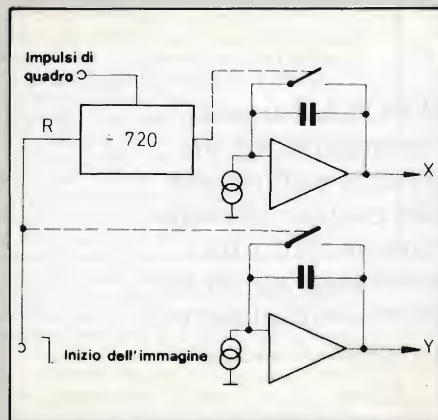 Impulsi di
quadro
R
÷ 720
X
Y
Inizio dell'immagine